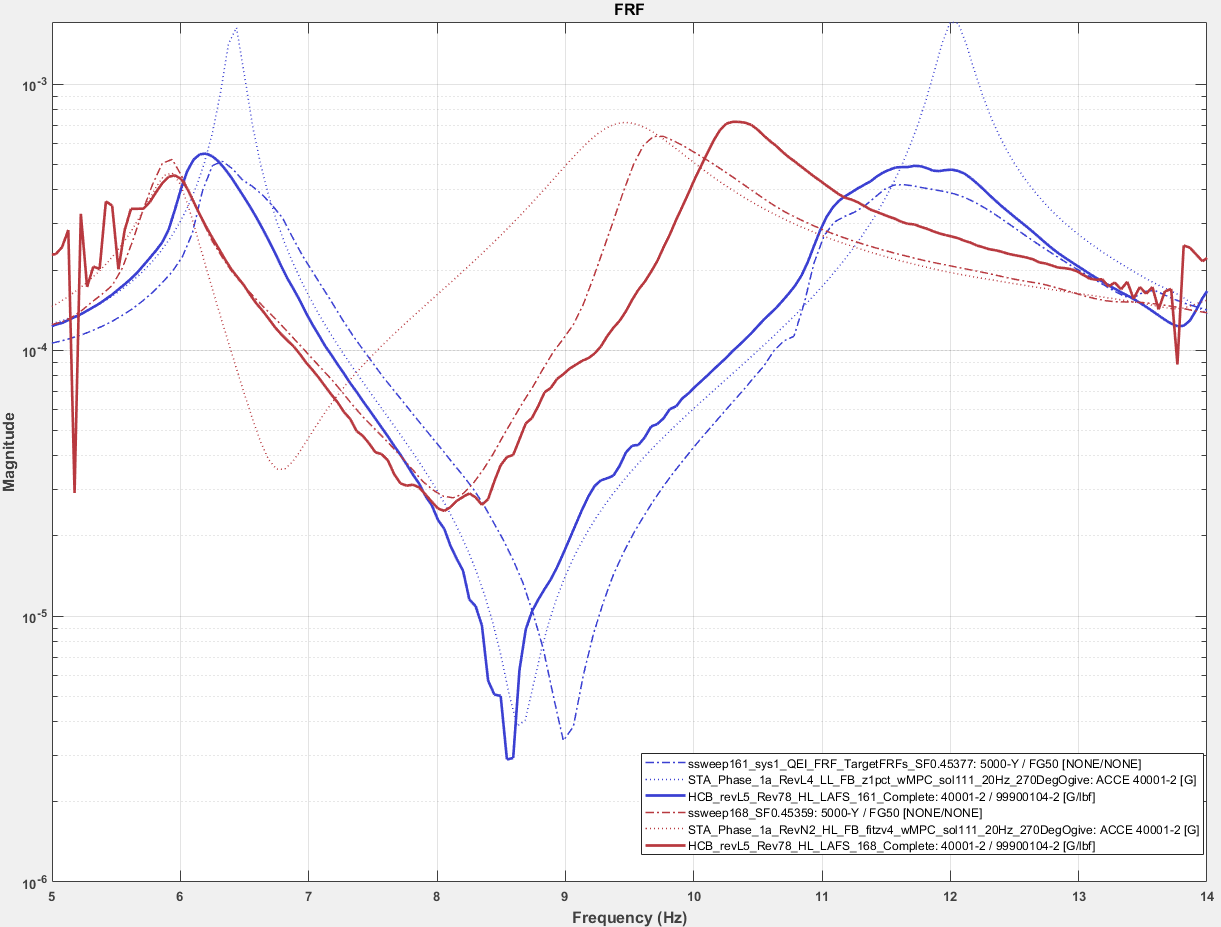 FRF
10-3
10-4
10-5
10-6
Magnitude
5 6 7 8 9 10 11 12 13 14
Frequency (Hz)
ssweep161_sys1_QEI_FRF_TargetFRFs_SF0.45377: 5000-Y / FG50 [NONE/NONE]
STA_Phase_1a_RevL4_LL_FB_z1pct_wMPC_sol111_20Hz_270DegOgive: ACCE 40001-2 [G]
HCB_revL5_Rev78_HL_LAFS_161_Complete: 40001-2 / 99900104-2 [G/lbf]
ssweep168_SF0.45359: 5000-Y / FG50 [NONE/NONE]
STA_Phase_1a_RevN2_HL_FB_fitzv4_wMPC_sol111_20Hz_270DegOgive: ACCE 40001-2 [G]
HCB_revL5_Rev78_HL_LAFS_168_Complete: 40001-2 / 99900104-2 [G/lbf]